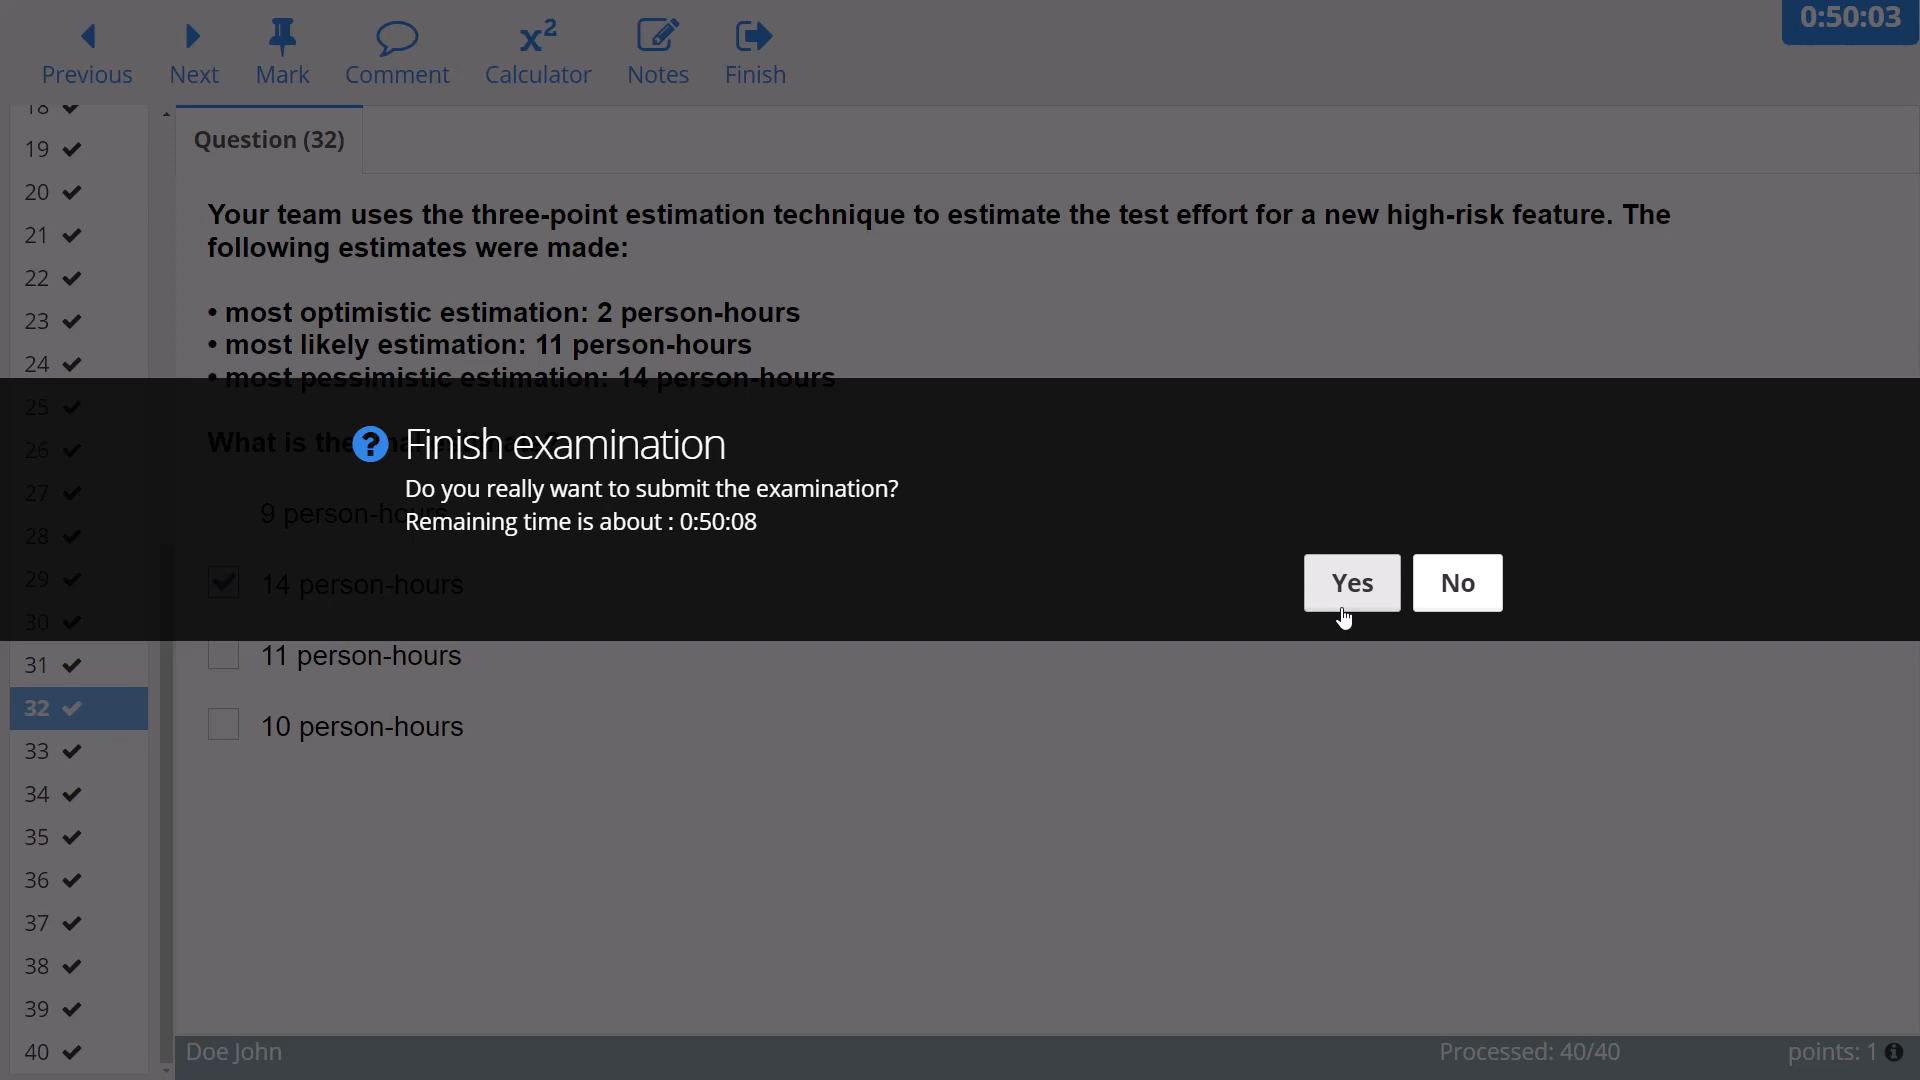 0:50:03
Previous
Next
Mark
Comment
x²
Calculator
Notes
Finish
18
19
20
21
22
23
24
25
26
27
28
29
30
31
32
33
34
35
36
37
38
39
40
Question (32)
Your team uses the three-point estimation technique to estimate the test effort for a new high-risk feature. The
following estimates were made:
• most optimistic estimation: 2 person-hours
• most likely estimation: 11 person-hours
• most pessimistic estimation: 14 person-hours
What is the
Finish examination
Do you really want to submit the examination?
Remaining time is about : 0:50:08
Yes
No
9 person-hours
14 person-hours
11 person-hours
10 person-hours
Doe John
Processed: 40/40
points: 1